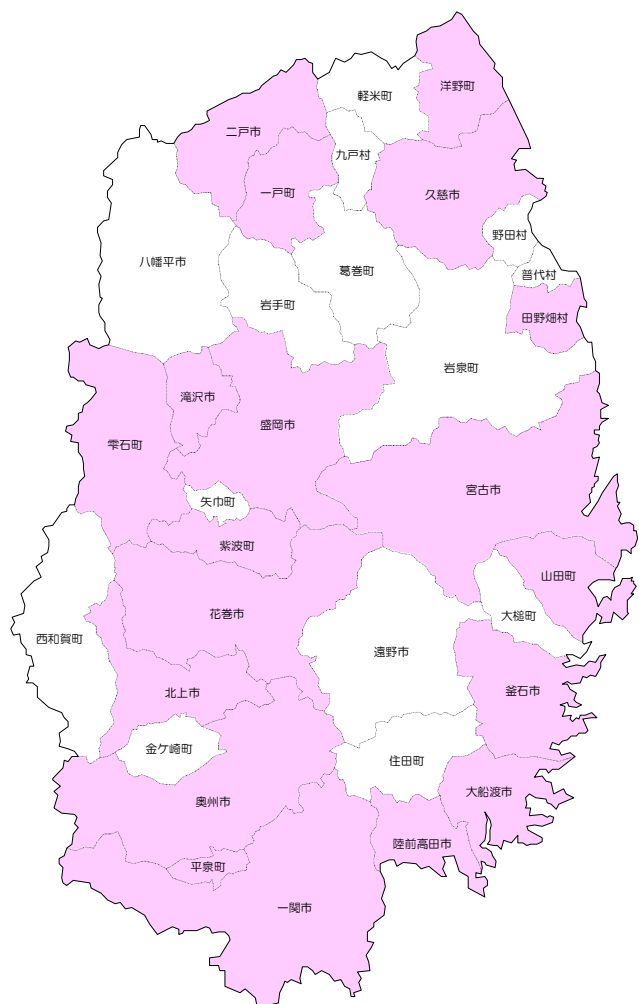 洋野町
軽米町
二戸市
九戸村
一戸町
久慈市
野田村
八幡平市
葛巻町
普代村
岩手町
田野畑村
岩泉町
滝沢市
盛岡市
雫石町
宮古市
矢巾町
紫波町
山田町
花巻市
大槌町
西和賀町
遠野市
北上市
釜石市
金ケ崎町
住田町
大船渡市
奥州市
陸前高田市
平泉町
一関市